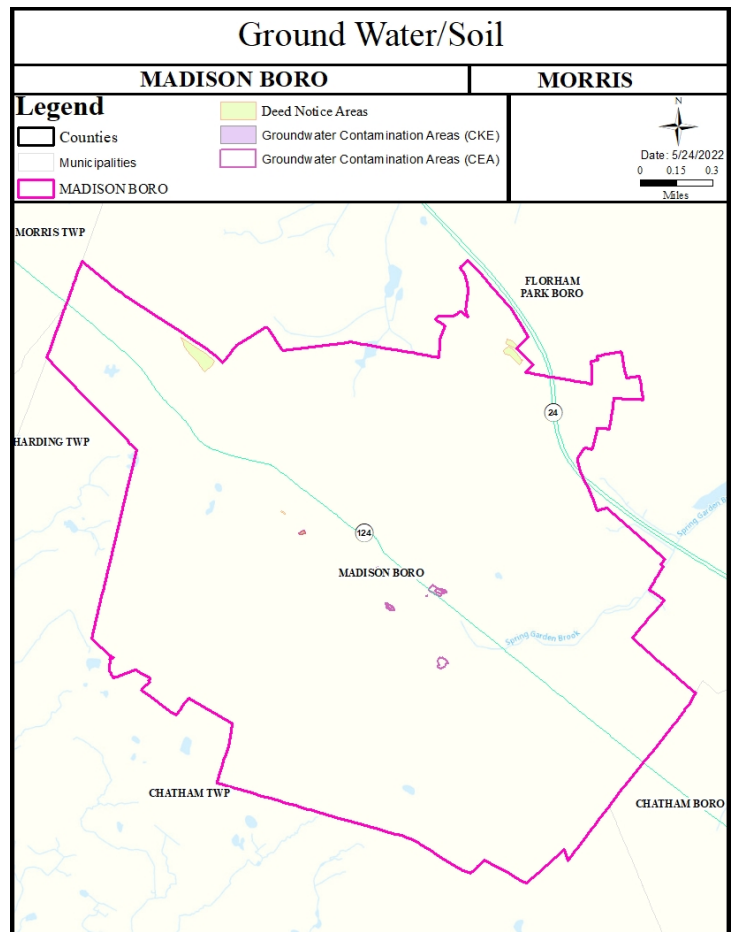 Ground Water/Soil
MADISON BORO
MORRIS
Legend
Counties
Municipalities
MADISON BORO
Deed Notice Areas
Groundwater Contamination Areas (CKE)
Groundwater Contamination Areas (CEA)
N
Date: 5/24/2022
0 0.15 0.3
Miles
MORRIS TWP
FLORHAM
PARK BORO
24
HARDING TWP
124
Spring Garden B
MADISON BORO
Spring Garden Brook
CHATHAM TWP
CHATHAM BORO